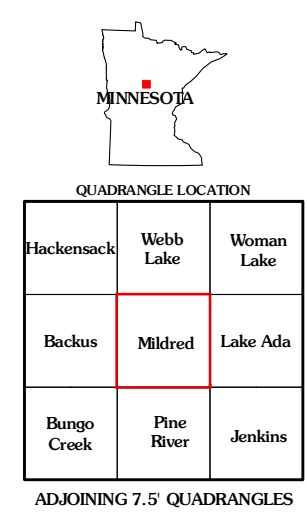 MINNESOTA
QUADRANGLE LOCATION
Hackensack
Webb
Lake
Woman
Lake
Backus
Mildred
Lake Ada
Bungo
Creek
Pine
River
Jenkins
ADJOINING 7.5' QUADRANGLES